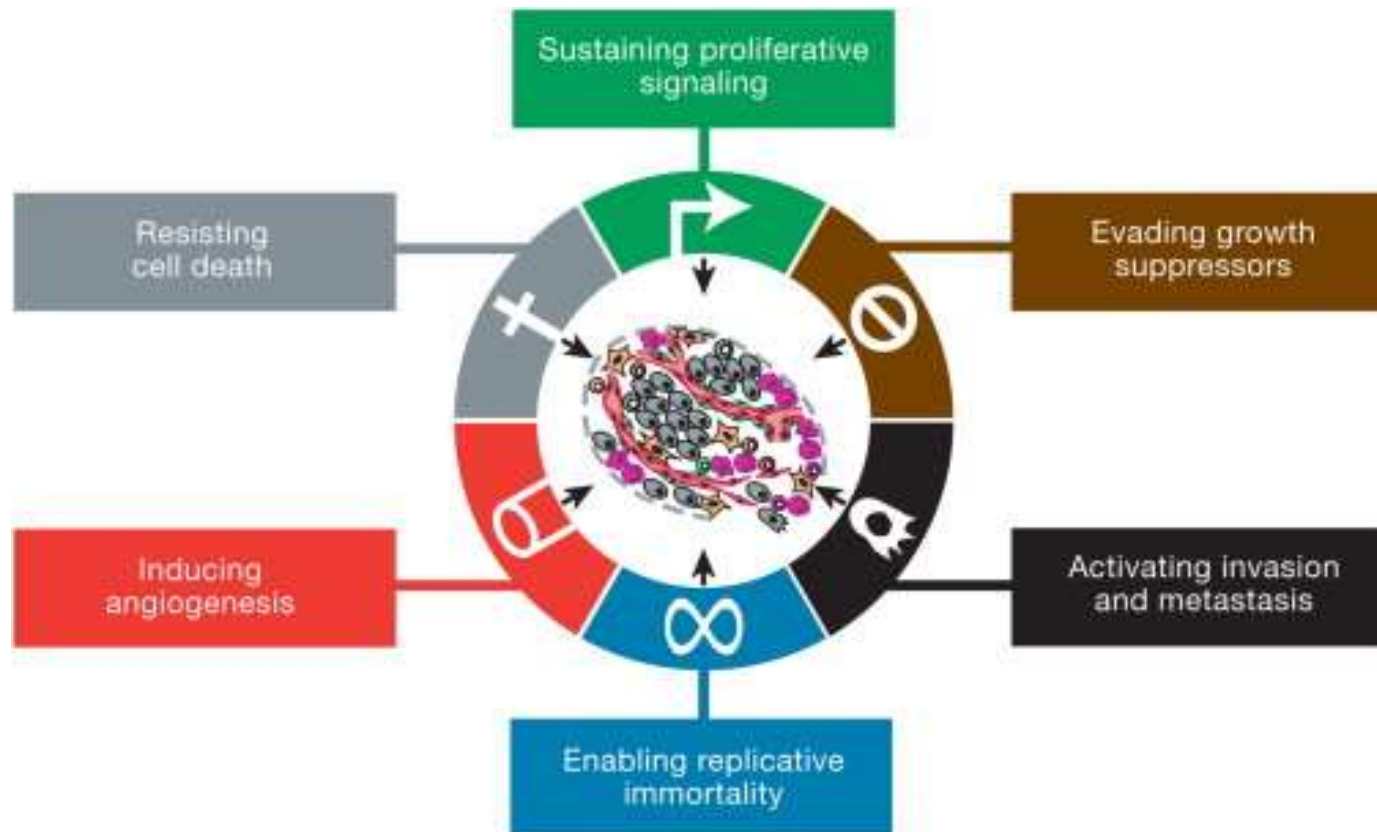 Sustaining proliferative
signaling
Resisting
cell death
Evading growth
suppressors
Inducing
angiogenesis
Activating invasion
and metastasis
Enabling replicative
immortality